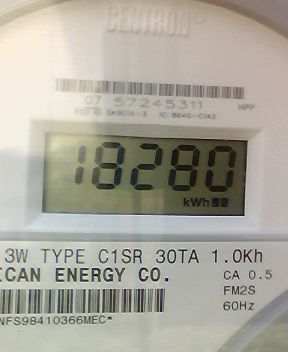 CENTRON®
07 57245311 HPP
18280
kWh
3W TYPE C1SR 30TA 1.0Kh
ICAN ENERGY CO. CA 0.5
FM2S
NFS98410366MEC* 60Hz